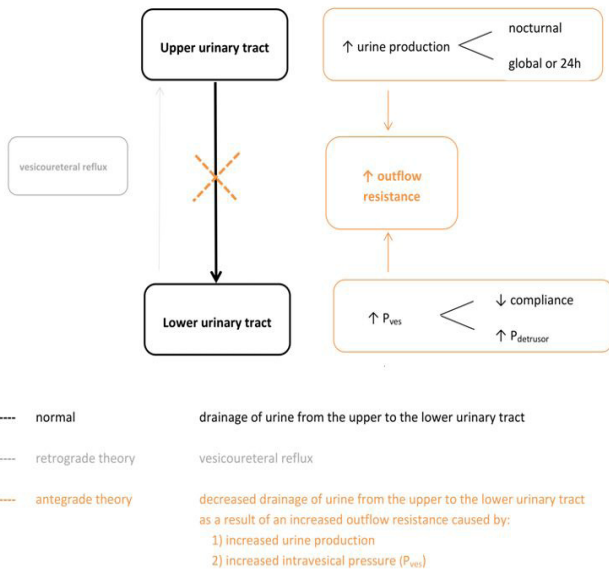 Upper urinary tract
↑ urine production
nocturnal
global or 24h
vesicoureteral reflux
↑ outflow
resistance
Lower urinary tract
↑ Pves
↓ compliance
↑ Pdetrusor
---- normal drainage of urine from the upper to the lower urinary tract
---- retrograde theory vesicoureteral reflux
---- antegrade theory decreased drainage of urine from the upper to the lower urinary tract
as a result of an increased outflow resistance caused by:
1) increased urine production
2) increased intravesical pressure (Pves)